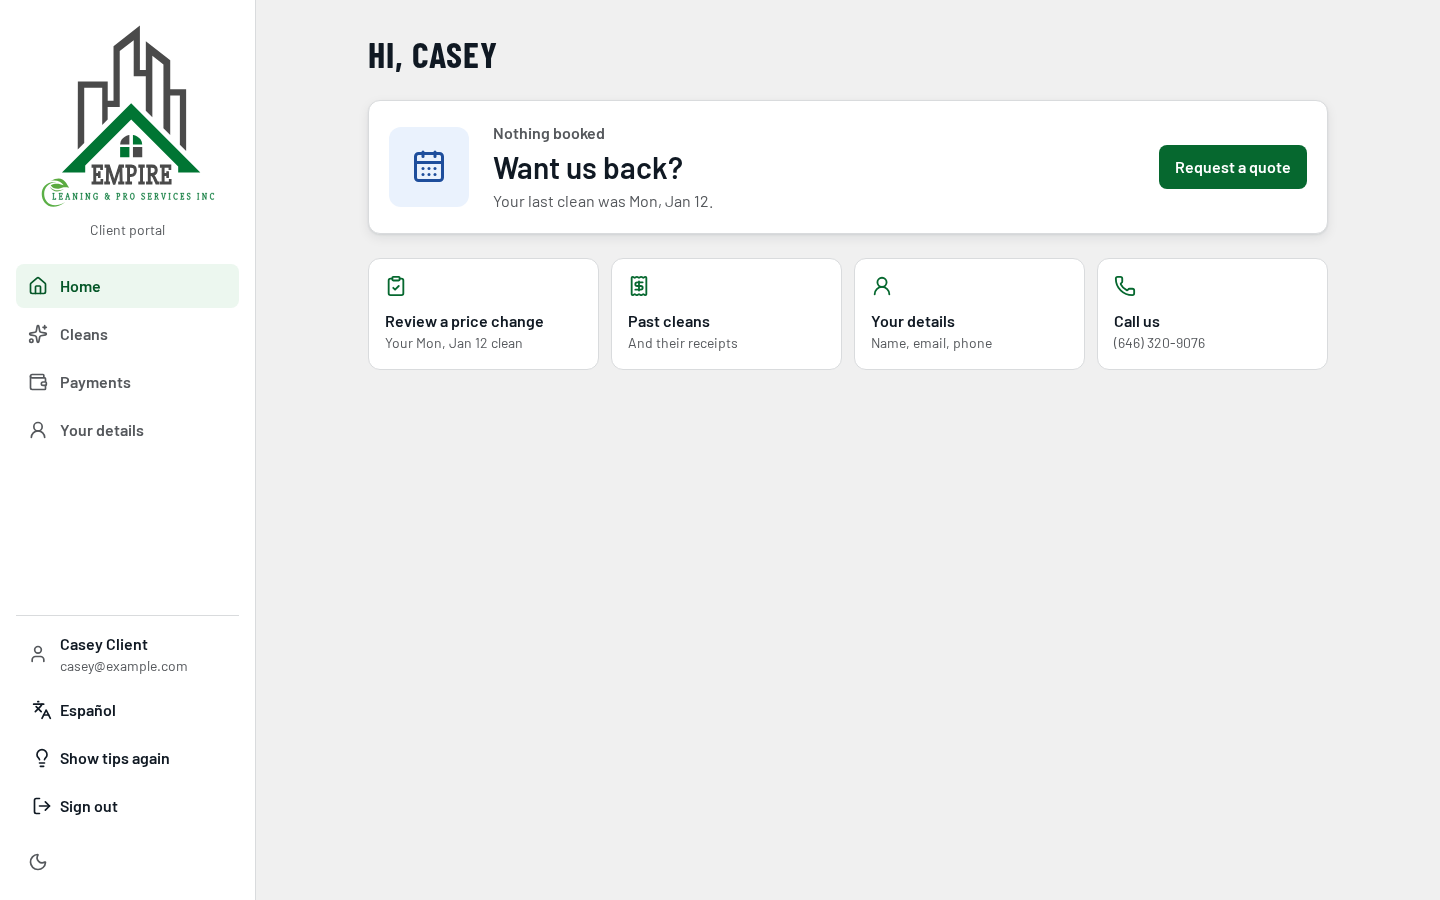 EMPIRE
CLEANING & PRO SERVICES INC
Client portal
Home
Cleans
Payments
Your details
Casey Client
casey@example.com
Español
Show tips again
Sign out
HI, CASEY
Nothing booked
Want us back?
Your last clean was Mon, Jan 12.
Request a quote
Review a price change
Your Mon, Jan 12 clean
Past cleans
And their receipts
Your details
Name, email, phone
Call us
(646) 320-9076